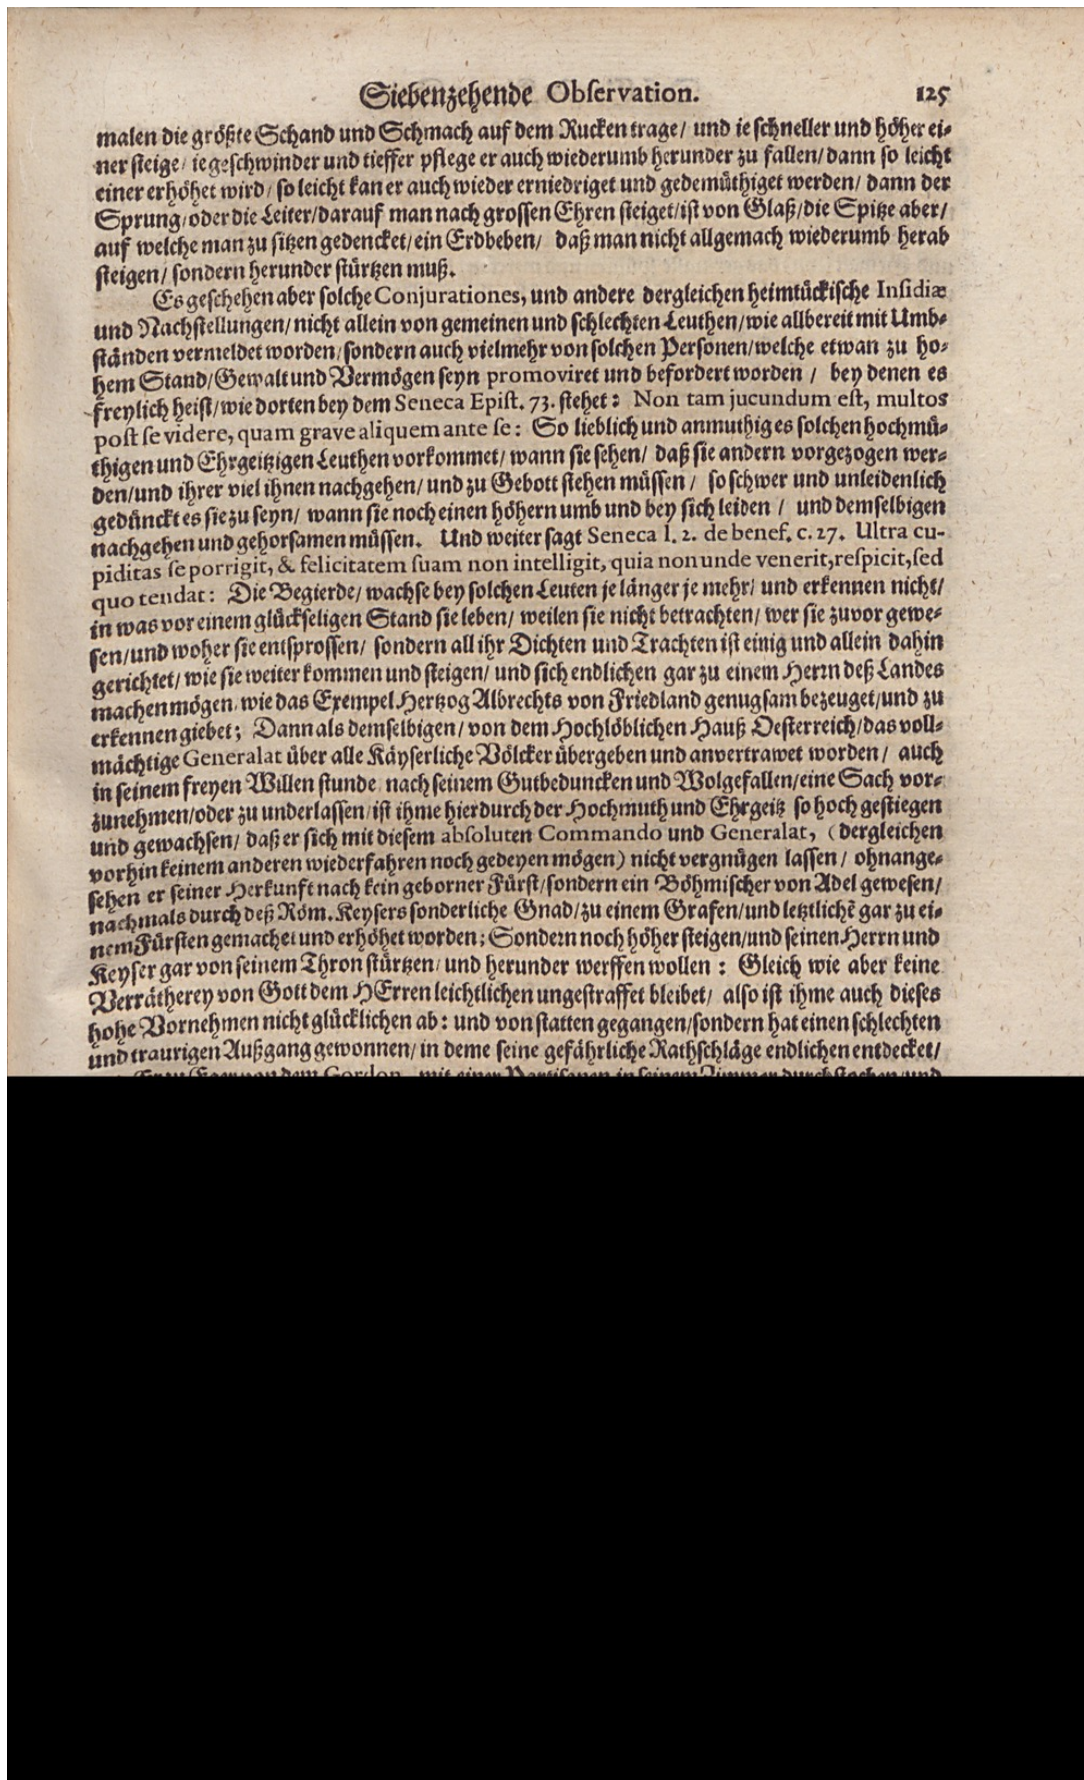 Siebenzehende Observation. 125
malen die größte Schand und Schmach auf dem Rucken trage/ und je schneller und höher ei-
ner steige/ je geschwinder und tieffer pflege er auch wiederumb herunder zu fallen/ dann so leicht
einer erhöhet wird/ so leicht kan er auch wieder erniedriget und gedemüthiget werden/ dann der
Sprung/ oder die Leiter/ darauf man nach grossen Ehren steiget/ ist von Glaß/ die Spitze aber/
auf welche man zu sitzen gedencket/ ein Erdbeben/ daß man nicht allgemach wiederumb herab
steigen/ sondern herunder stürtzen muß.
Es geschehen aber solche Conjurationes, und andere dergleichen heimtückische Insidiæ
und Nachstellungen/ nicht allein von gemeinen und schlechten Leuthen/ wie allbereit mit Umb-
ständen vermeldet worden/ sondern auch vielmehr von solchen Personen/ welche etwan zu ho-
hem Stand/ Gewalt und Vermögen seyn promoviret und befordert worden/ bey denen es
freylich heist/ wie dorten bey dem Seneca Epist. 73. stehet: Non tam jucundum est, multos
post se videre, quam grave aliquem ante se: So lieblich und anmuthig es solchen hochmü-
thigen und Ehrgeitzigen Leuthen vorkommet/ wann sie sehen/ daß sie andern vorgezogen wer-
den/ und ihrer viel ihnen nachgehen/ und zu Gebott stehen müssen/ so schwer und unleidenlich
gedünckt es sie zu seyn/ wann sie noch einen höhern umb und bey sich leiden/ und demselbigen
nachgehen und gehorsamen müssen. Und weiter sagt Seneca l. 2. de benef. c. 27. Ultra cu-
piditas se porrigit, & felicitatem suam non intelligit, quia non unde venerit, respicit, sed
quo tendat: Die Begierde/ wachse bey solchen Leuten je länger je mehr/ und erkennen nicht/
in was vor einem glückseligen Stand sie leben/ weilen sie nicht betrachten/ wer sie zuvor gewe-
sen/ und woher sie entsprossen/ sondern all ihr Dichten und Trachten ist einig und allein dahin
gerichtet/ wie sie weiter kommen und steigen/ und sich endlichen gar zu einem Herrn deß Landes
machen mögen/ wie das Exempel Hertzog Albrechts von Friedland genugsam bezeuget/ und zu
erkennen giebet; Dann als demselbigen/ von dem Hochlöblichen Hauß Oesterreich/ das voll-
mächtige Generalat über alle Käyserliche Völcker übergeben und anvertrawet worden/ auch
in seinem freyen Willen stunde/ nach seinem Gutbeduncken und Wolgefallen/ eine Sach vor-
zunehmen/ oder zu underlassen/ ist ihme hierdurch der Hochmuth und Ehrgeitz so hoch gestiegen
und gewachsen/ daß er sich mit diesem absoluten Commando und Generalat, (dergleichen
vorhin keinem anderen wiederfahren noch gedeyen mögen) nicht vergnügen lassen/ ohnange-
sehen er seiner Herkunft nach kein geborner Fürst/ sondern ein Böhmischer von Adel gewesen/
nachmals durch deß Röm. Keysers sonderliche Gnad/ zu einem Grafen/ und letztlichẽ gar zu ei-
nem Fürsten gemachet und erhöhet worden; Sondern noch höher steigen/ und seinen Herrn und
Keyser gar von seinem Thron stürtzen/ und herunder werffen wollen: Gleich wie aber keine
Verrätherey von Gott dem HErren leichtlichen ungestraffet bleibet/ also ist ihme auch dieses
hohe Vornehmen nicht glücklichen ab: und von statten gegangen/ sondern hat einen schlechten
und traurigen Außgang gewonnen/ in deme seine gefährliche Rathschläge endlichen entdecket/
Eger von dem Gordon mit einer Partisanen in seinem Zimmer durchstochen/ und